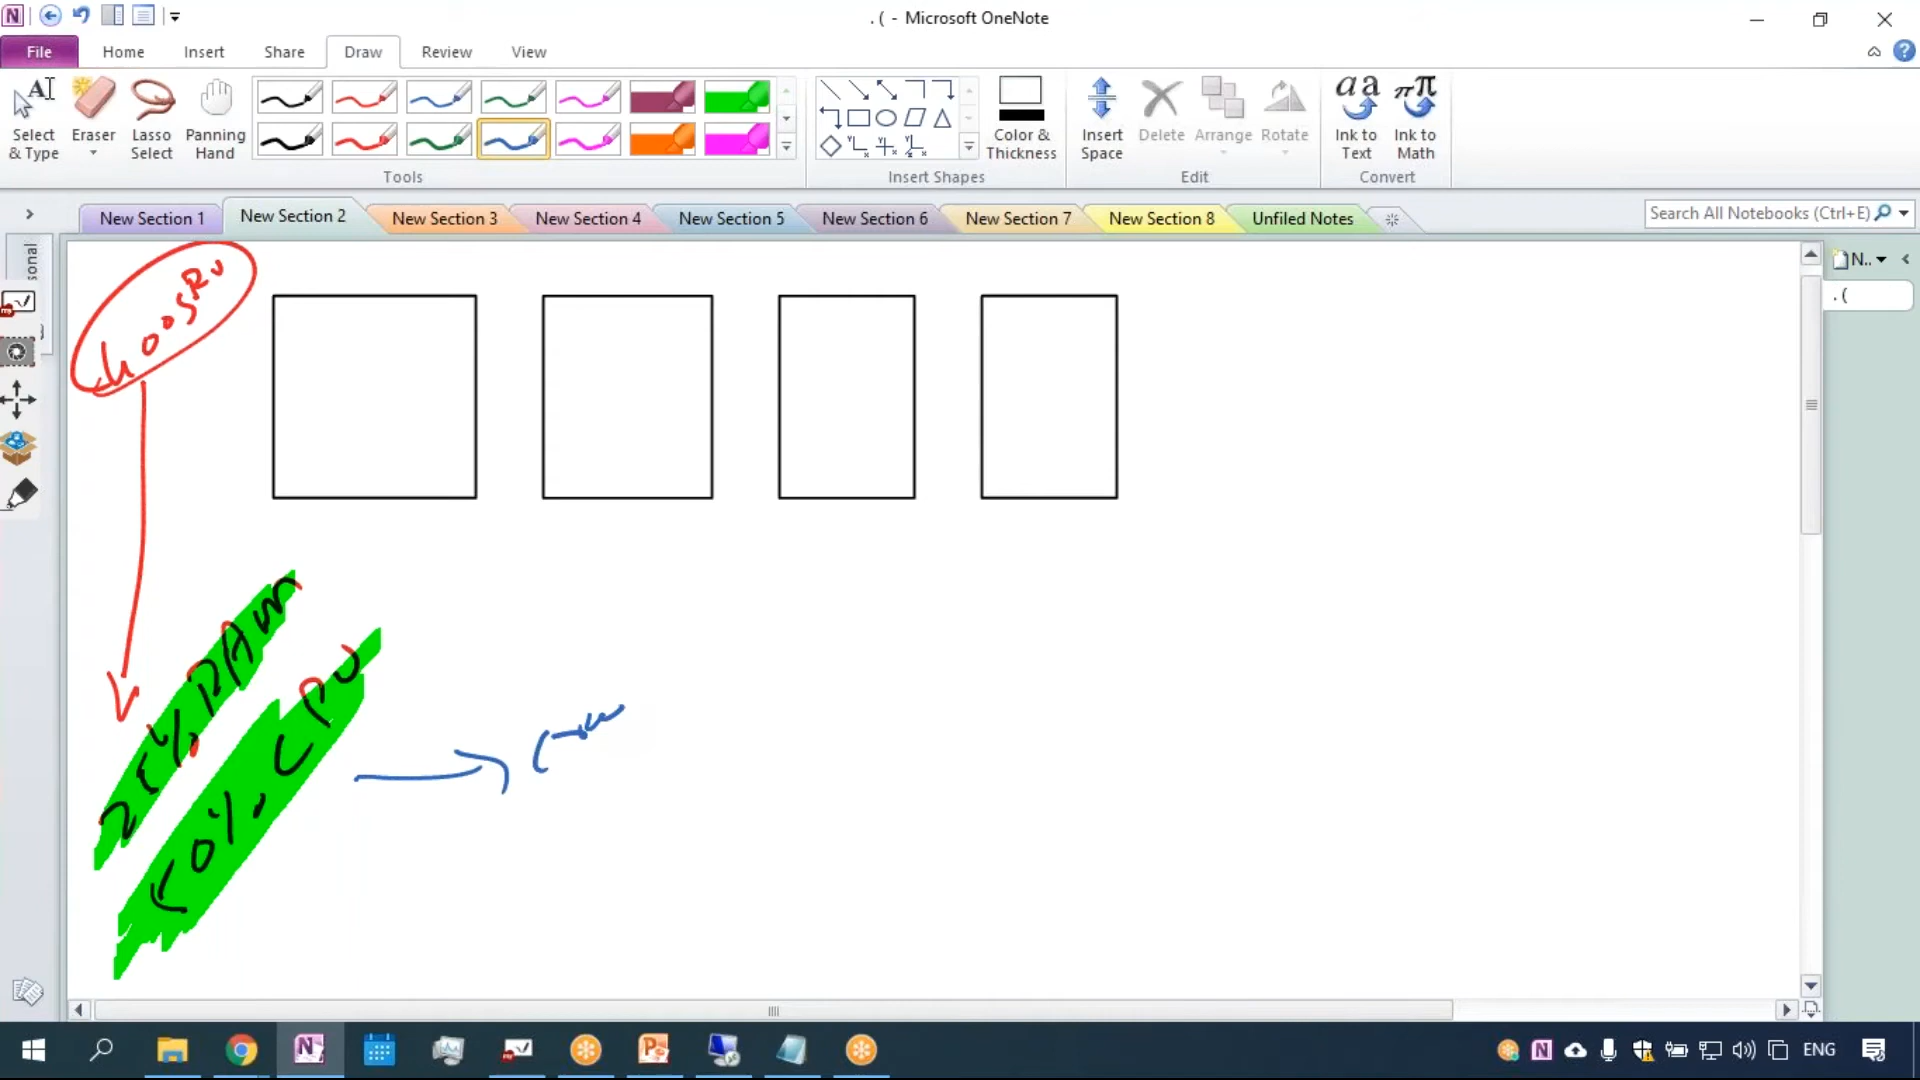 . ( - Microsoft OneNote
File Home Insert Share Draw Review View
Select & Type
Eraser
Lasso Select
Panning Hand
Color & Thickness
Insert Space
Delete
Arrange
Rotate
Ink to Text
Ink to Math
Tools
Insert Shapes
Edit
Convert
New Section 1 New Section 2 New Section 3 New Section 4 New Section 5 New Section 6 New Section 7 New Section 8 Unfiled Notes
Search All Notebooks (Ctrl+E)
sonal
N..
. (
khoosRu
25% RAM
50% CPU
ENG